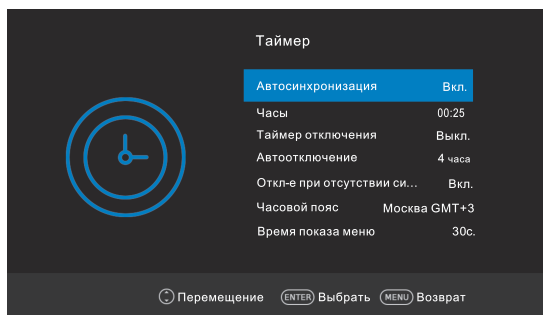 Таймер
Автосинхронизация Вкл.
Часы 00:25
Таймер отключения Выкл.
Автоотключение 4 часа
Откл-е при отсутствии си... Вкл.
Часовой пояс Москва GMT+3
Время показа меню 30с.
Перемещение ENTER Выбрать MENU Возврат